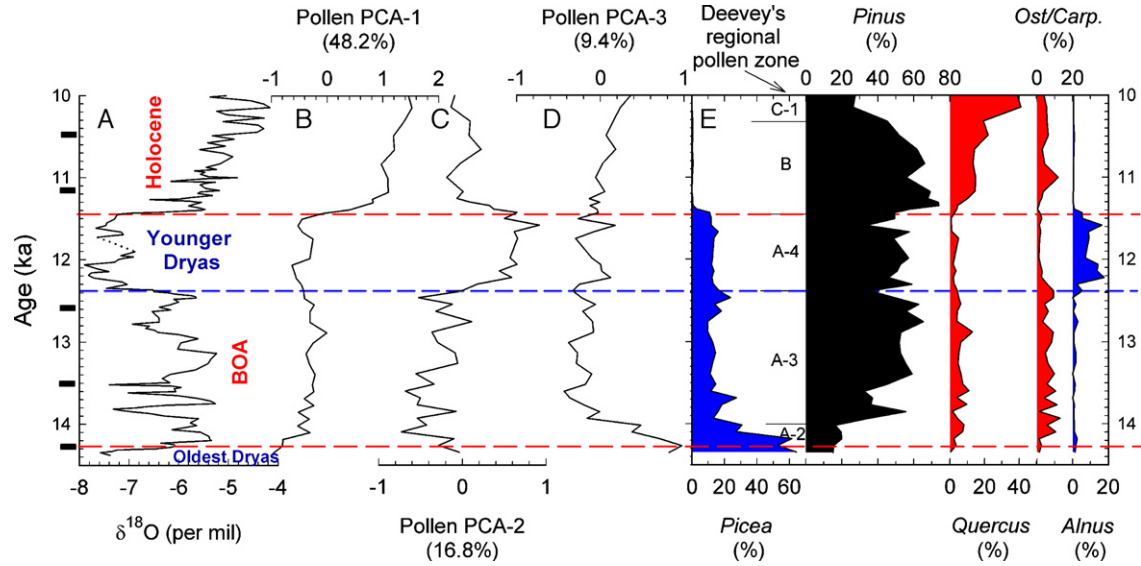 Pollen PCA-1
(48.2%)
Pollen PCA-3
(9.4%)
Deevey's
regional
pollen zone
Pinus
(%)
Ost/Carp.
(%)
-1 0 1 2
-1 0 1
0 20 40 60 80
0 20
10 11 12 13 14
Age (ka)
A
B
C
D
E
Holocene
Younger
Dryas
BOA
Oldest Dryas
C-1
B
A-4
A-3
A-2
10 11 12 13 14
-8 -7 -6 -5 -4
δ18O (per mil)
-1 0 1
Pollen PCA-2
(16.8%)
0 20 40 60
Picea
(%)
0 20 40
Quercus
(%)
0 10 20
Alnus
(%)